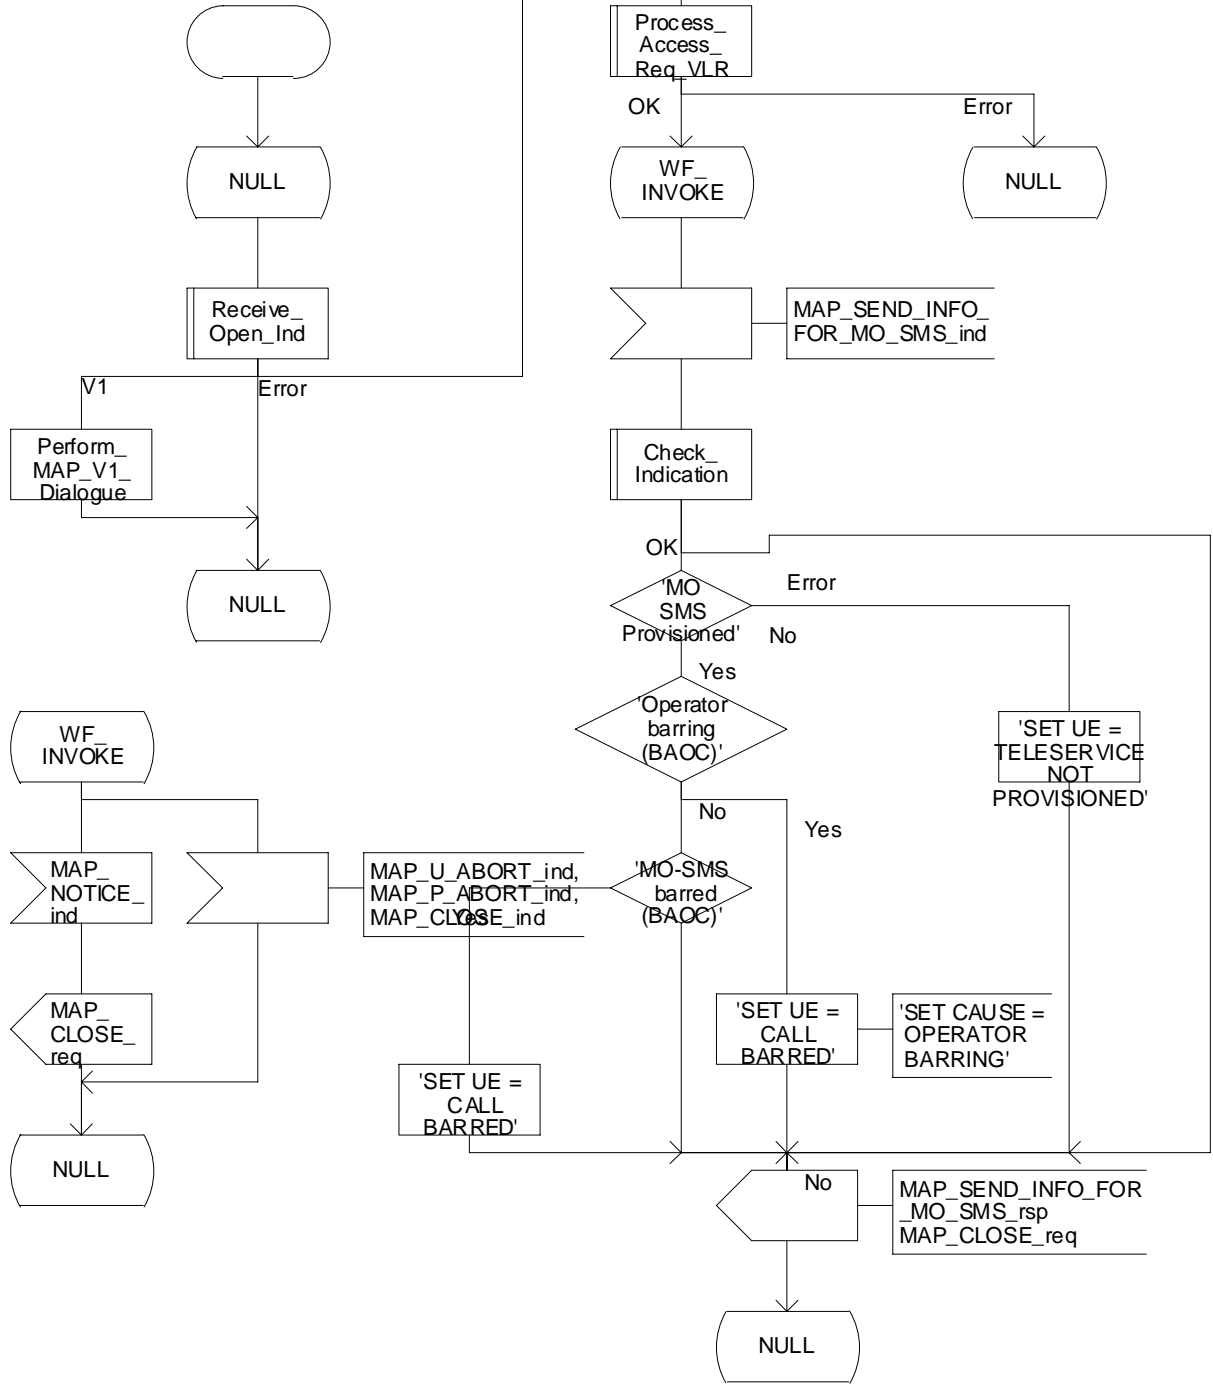 Process_
Access_
Req_VLR
OK
Error
NULL
WF_
INVOKE
NULL
Receive_
Open_Ind
MAP_SEND_INFO_
FOR_MO_SMS_ind
V1
Error
Perform_
MAP_V1_
Dialogue
Check_
Indication
OK
Error
'MO
SMS
Provisioned'
No
NULL
Yes
'Operator
barring
(BAOC)'
WF_
INVOKE
'SET UE =
TELESERVICE
NOT
PROVISIONED'
No
Yes
MAP_
NOTICE_
ind
MAP_U_ABORT_ind,
MAP_P_ABORT_ind,
MAP_CLOSE_ind
Yes
'MO-SMS
barred
(BAOC)'
MAP_
CLOSE_
req
'SET UE =
CALL
BARRED'
'SET CAUSE =
OPERATOR
BARRING'
'SET UE =
CALL
BARRED'
NULL
No
MAP_SEND_INFO_FOR
_MO_SMS_rsp
MAP_CLOSE_req
NULL